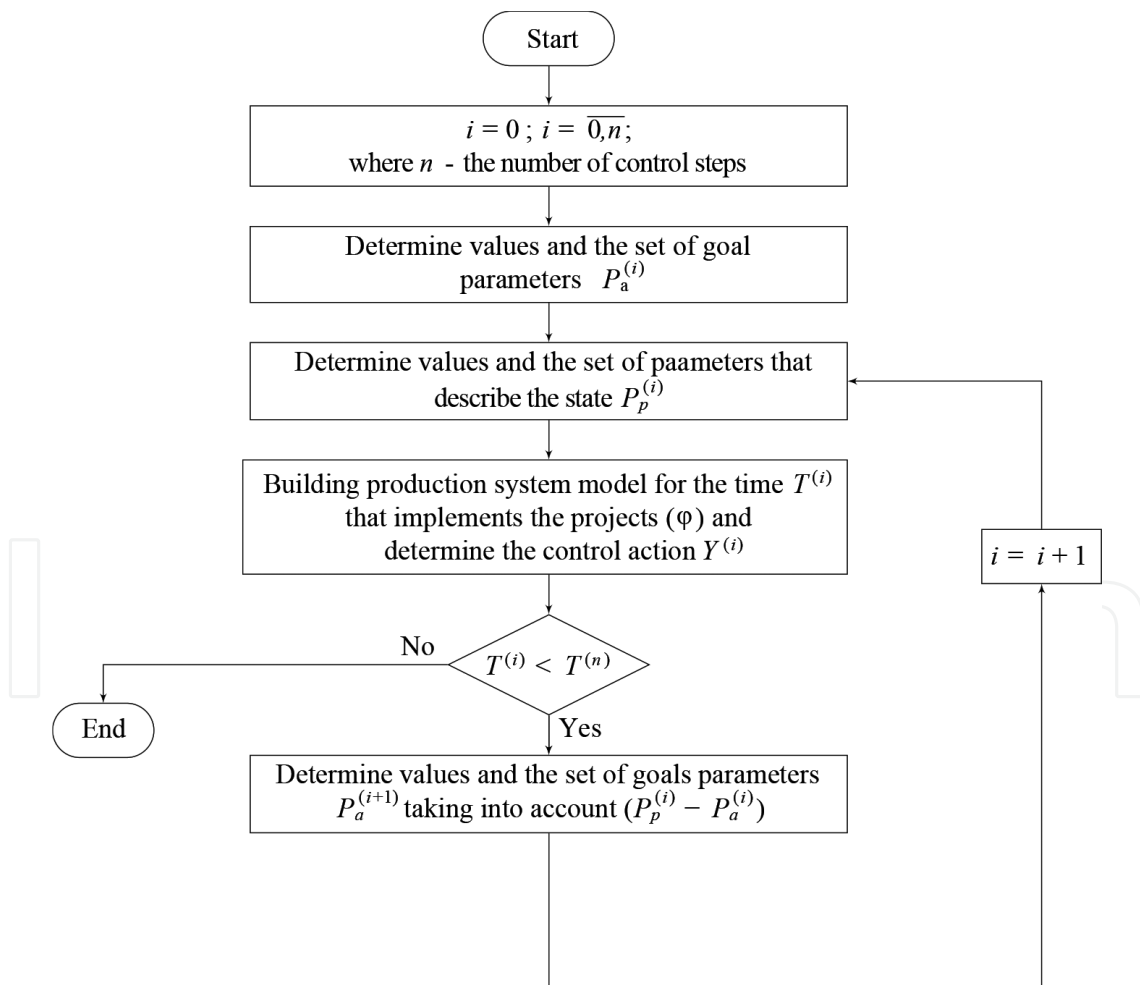 Start
i = 0 ; i = \overline{0,n};
where n - the number of control steps
Determine values and the set of goal
parameters P_a^{(i)}
Determine values and the set of paameters that
describe the state P_p^{(i)}
Building production system model for the time T^{(i)}
that implements the projects (φ) and
determine the control action Y^{(i)}
i = i + 1
No
T^{(i)} < T^{(n)}
End
Yes
Determine values and the set of goals parameters
P_a^{(i+1)} taking into account (P_p^{(i)} − P_a^{(i)})